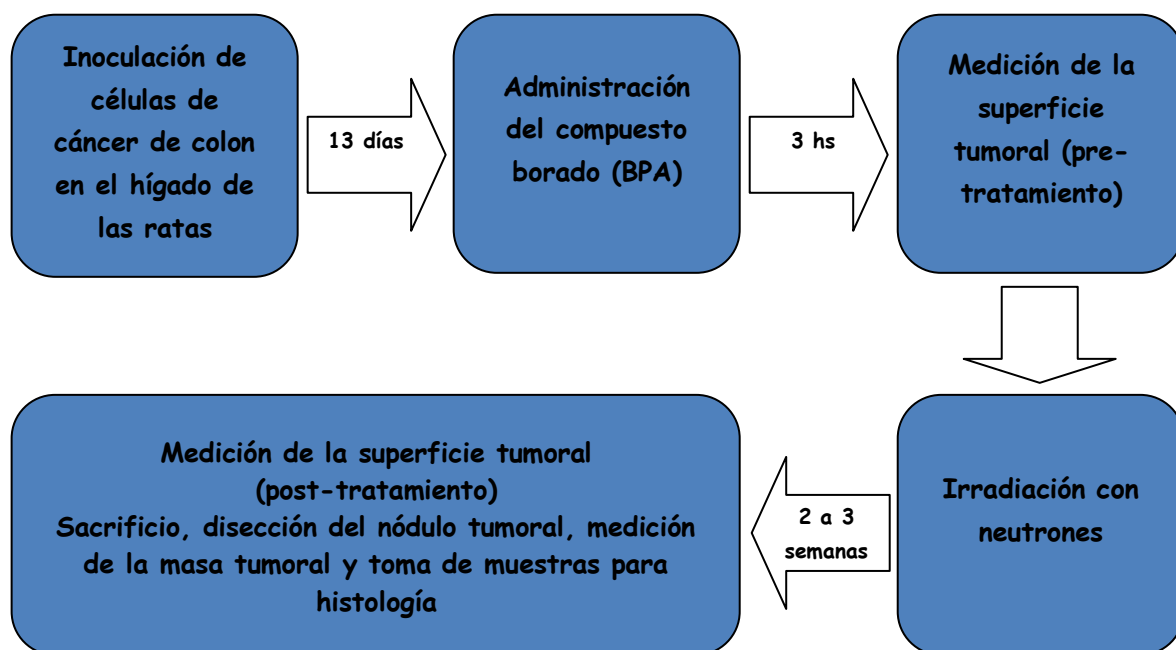 Inoculación de
células de
cáncer de colon
en el hígado de
las ratas
13 días
Administración
del compuesto
borado (BPA)
3 hs
Medición de la
superficie
tumoral (pre-
tratamiento)
Irradiación con
neutrones
2 a 3
semanas
Medición de la superficie tumoral
(post-tratamiento)
Sacrificio, disección del nódulo tumoral, medición
de la masa tumoral y toma de muestras para
histología